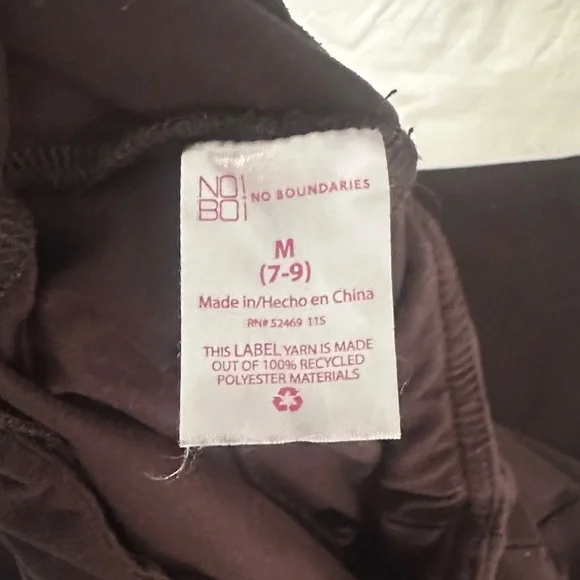 NO!
BO! NO BOUNDARIES
M
(7-9)
Made in/Hecho en China
RN# 52469 115
THIS LABEL YARN IS MADE
OUT OF 100% RECYCLED
POLYESTER MATERIALS